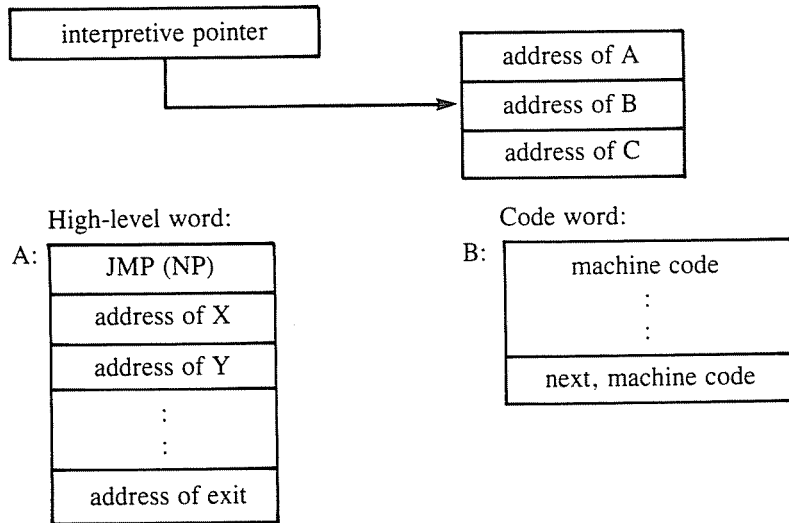 interpretive pointer
address of A
address of B
address of C
High-level word:
A:
JMP (NP)
address of X
address of Y
:
:
address of exit
Code word:
B:
machine code
:
:
next, machine code